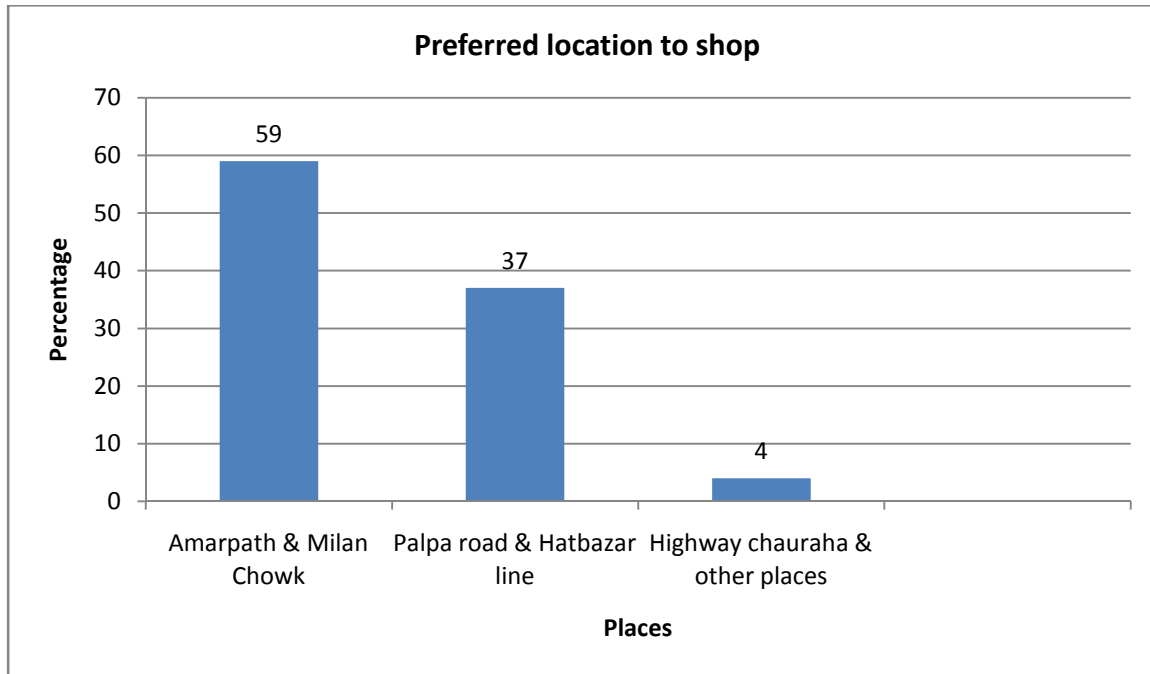 Preferred location to shop
70
60
50
40
30
20
10
0
Percentage
59
37
4
Amarpath & Milan
Chowk
Palpa road & Hatbazar
line
Highway chauraha &
other places
Places